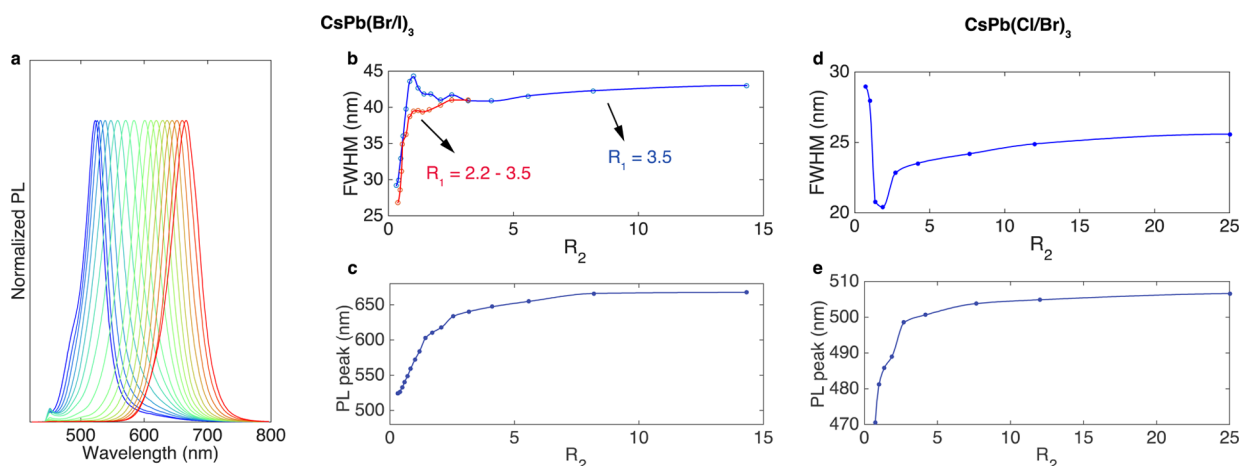 CsPb(Br/I)3
CsPb(Cl/Br)3
a
Normalized PL
500 600 700 800
Wavelength (nm)
b
45
40
35
30
25
FWHM (nm)
R1 = 2.2 - 3.5
R1 = 3.5
0 5 10 15
R2
c
650
600
550
500
PL peak (nm)
0 5 10 15
R2
d
30
25
20
FWHM (nm)
0 5 10 15 20 25
R2
e
510
500
490
480
470
PL peak (nm)
0 5 10 15 20 25
R2